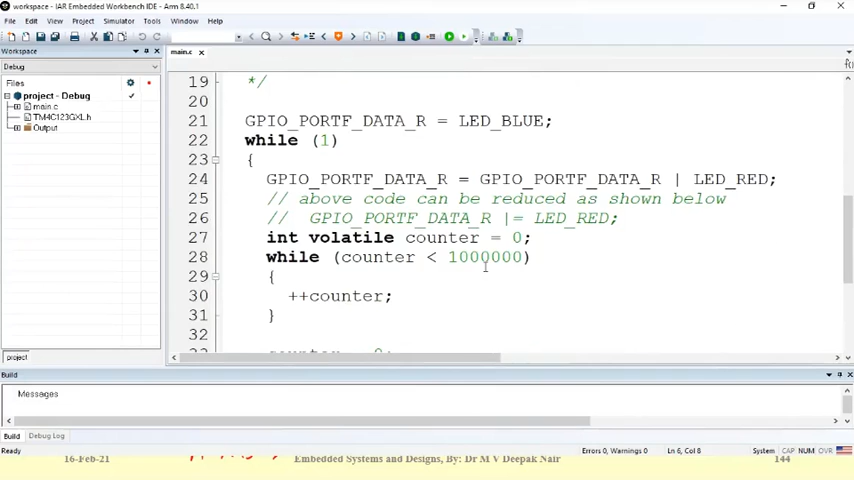 workspace - IAR Embedded Workbench IDE - Arm 8.40.1
File Edit View Project Simulator Tools Window Help
Workspace
main.c
Debug
Files
project - Debug
main.c
TM4C123GXL.h
Output
19 */
20
21 GPIO_PORTF_DATA_R = LED_BLUE;
22 while (1)
23 {
24 GPIO_PORTF_DATA_R = GPIO_PORTF_DATA_R | LED_RED;
25 // above code can be reduced as shown below
26 // GPIO_PORTF_DATA_R |= LED_RED;
27 int volatile counter = 0;
28 while (counter < 1000000)
29 {
30 ++counter;
31 }
32
project
Build
Messages
Build Debug Log
Errors 0, Warnings 0 Ln 6, Col 8 System CAP NUM OVR
16-Feb-21 Embedded Systems and Designs, By: Dr M V Deepak Nair 144